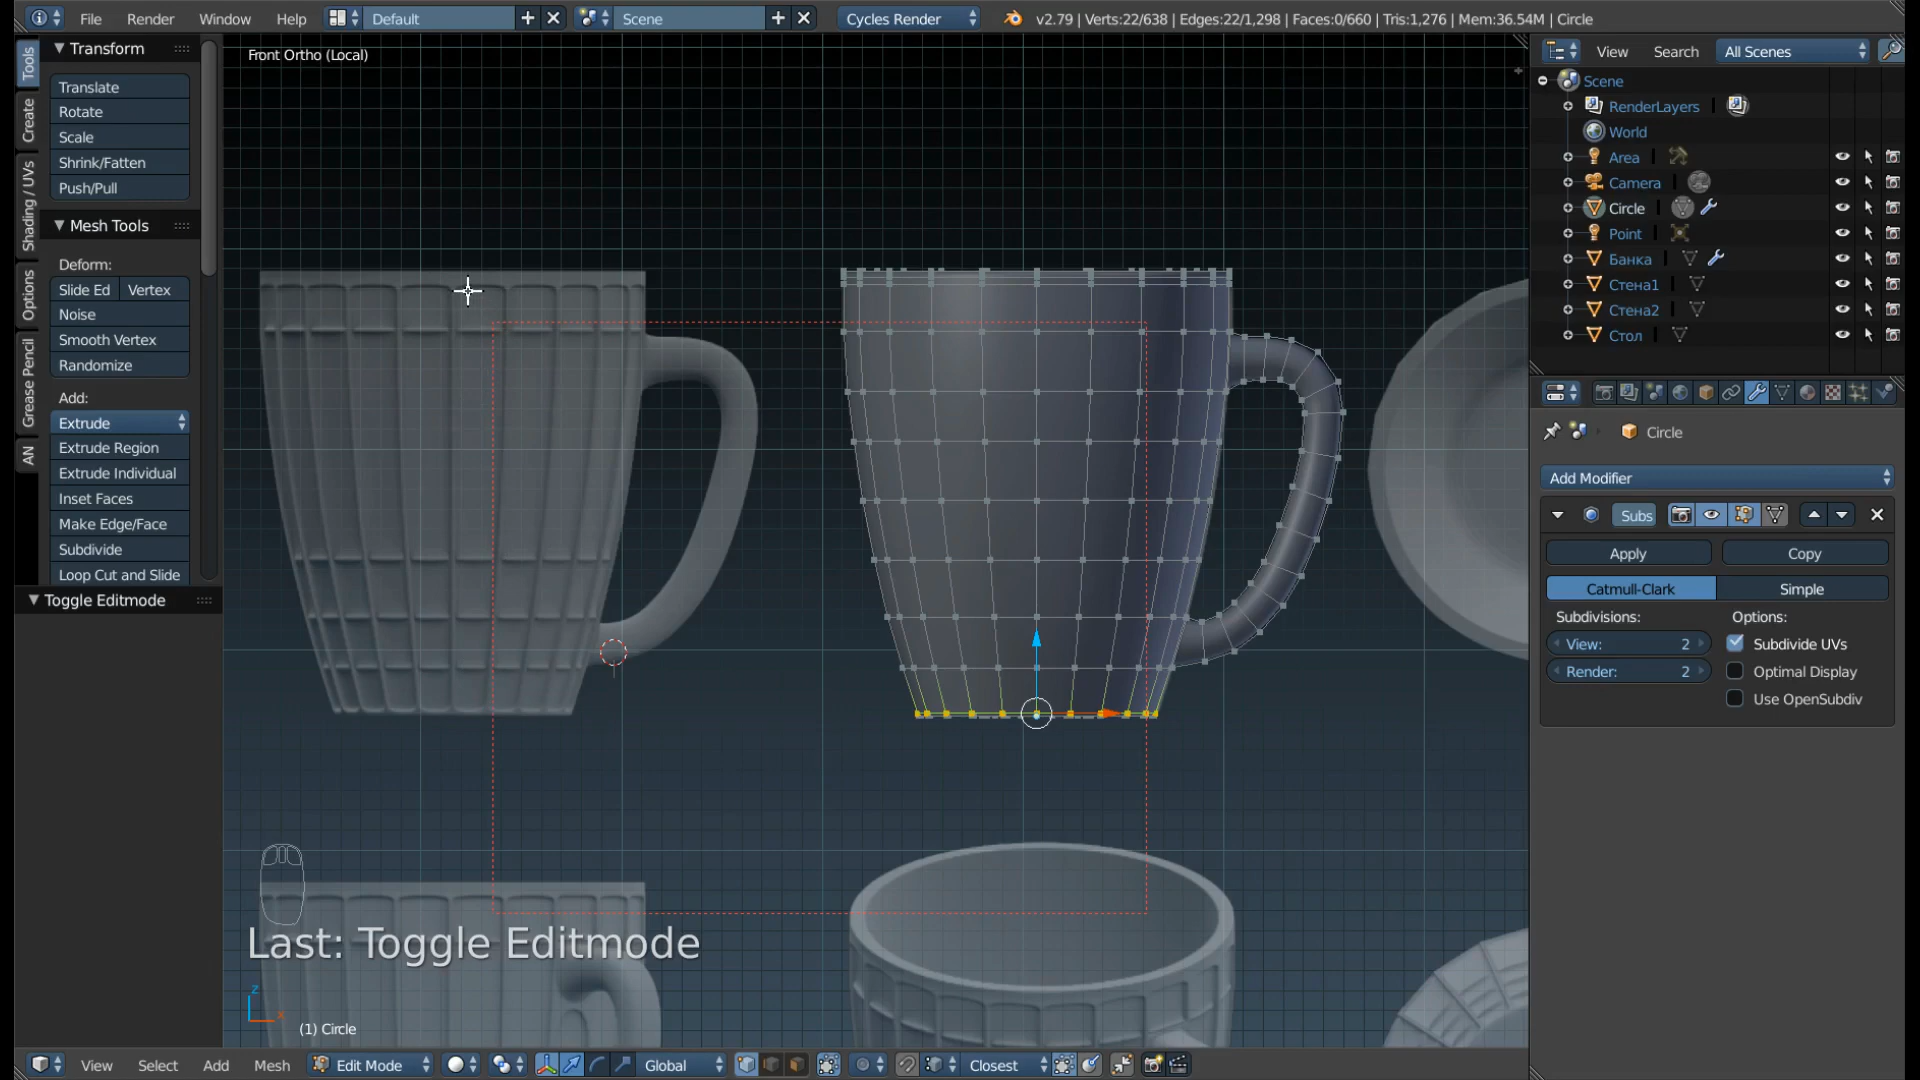 File Render Window Help Default Scene Cycles Render v2.79 | Verts:22/638 | Edges:22/1,298 | Faces:0/660 | Tris:1,276 | Mem:36.54M | Circle
Tools
Create
Shading / UVs
Options
Grease Pencil
AN
Transform
Translate
Rotate
Scale
Shrink/Fatten
Push/Pull
Mesh Tools
Deform:
Slide Ed Vertex
Noise
Smooth Vertex
Randomize
Add:
Extrude
Extrude Region
Extrude Individual
Inset Faces
Make Edge/Face
Subdivide
Loop Cut and Slide
Toggle Editmode
Front Ortho (Local)
Last: Toggle Editmode
z
x
(1) Circle
View Select Add Mesh Edit Mode Global Closest
View Search All Scenes
Scene
RenderLayers
World
Area
Camera
Circle
Point
Банка
Стена1
Стена2
Стол
Circle
Add Modifier
Subs
Apply Copy
Catmull-Clark Simple
Subdivisions: Options:
View: 2 Subdivide UVs
Render: 2 Optimal Display
Use OpenSubdiv